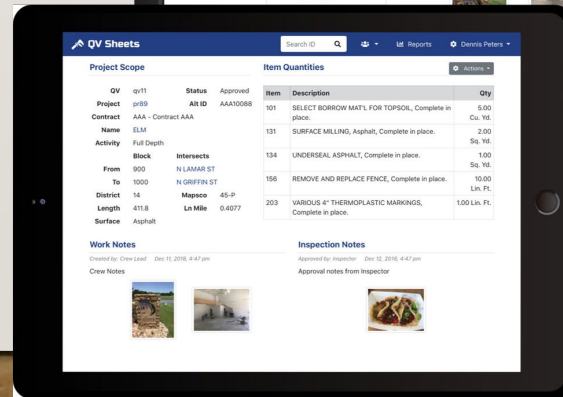 QV Sheets
Search ID
Reports
Dennis Peters
Project Scope
QV qv11 Status Approved
Project pr89 Alt ID AAA10088
Contract AAA - Contract AAA
Name ELM
Activity Full Depth
Block Intersects
From 900 N LAMAR ST
To 1000 N GRIFFIN ST
District 14 Mapsco 45-P
Length 411.8 Ln Mile 0.4077
Surface Asphalt
Item Quantities
Actions
Item Description Qty
101 SELECT BORROW MAT'L FOR TOPSOIL, Complete in 5.00
place. Cu. Yd.
131 SURFACE MILLING, Asphalt, Complete in place. 2.00
Sq. Yd.
134 UNDERSEAL ASPHALT, Complete in place. 1.00
Sq. Yd.
156 REMOVE AND REPLACE FENCE, Complete in place. 10.00
Lin. Ft.
203 VARIOUS 4" THERMOPLASTIC MARKINGS, 1.00 Lin. Ft.
Complete in place.
Work Notes
Created by: Crew Lead Dec 11, 2018, 4:47 pm
Crew Notes
Inspection Notes
Approved by: Inspector Dec 12, 2018, 4:47 pm
Approval notes from inspector